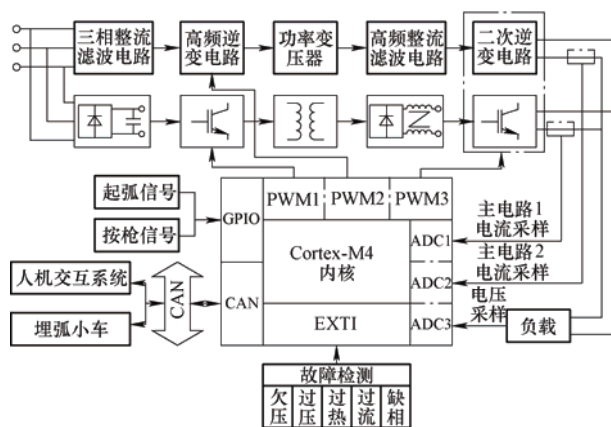 三相整流
滤波电路
高频逆
变电路
功率变
压器
高频整流
滤波电路
二次逆
变电路
起弧信号
按枪信号
GPIO
PWM1
PWM2
PWM3
Cortex-M4
内核
ADC1
ADC2
ADC3
主电路1
电流采样
主电路2
电流采样
电压
采样
负载
人机交互系统
埋弧小车
CAN
CAN
EXTI
故障检测
欠压
过压
过热
过流
缺相